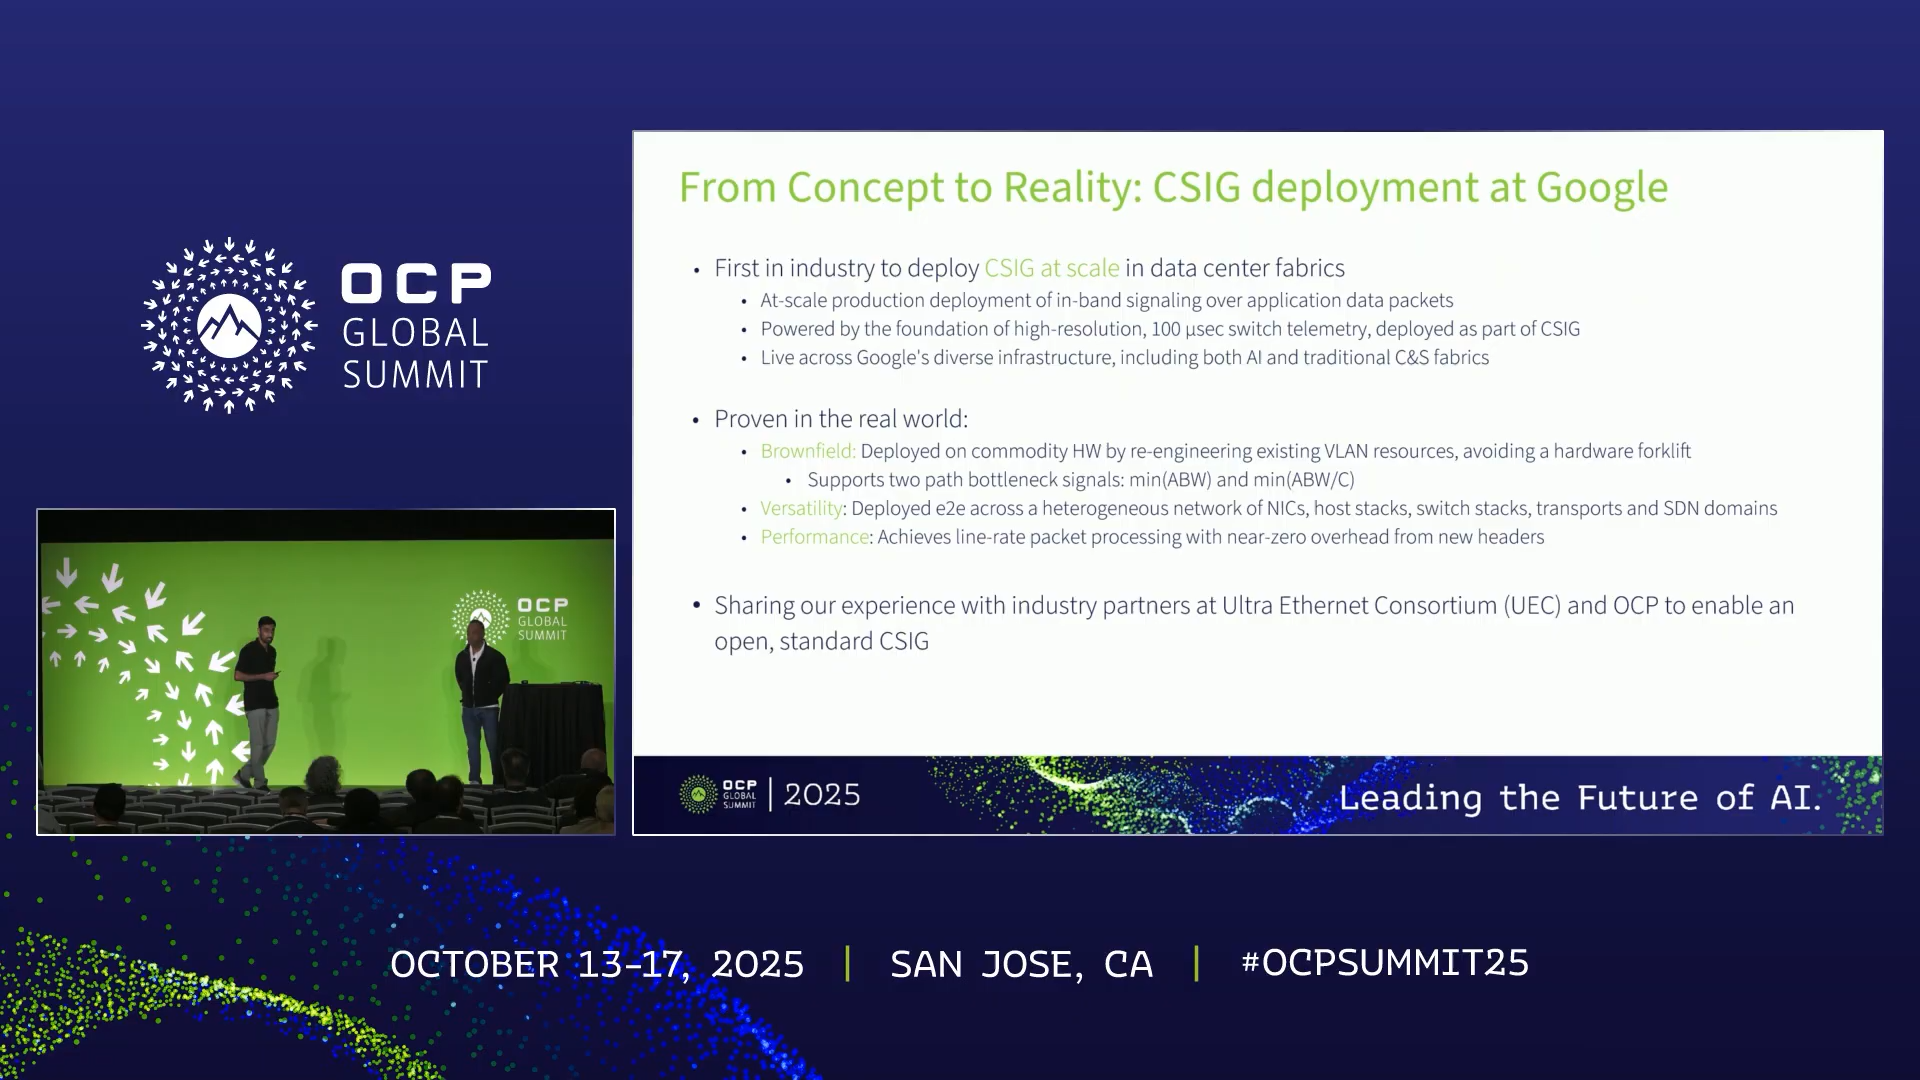 OCP
GLOBAL
SUMMIT
From Concept to Reality: CSIG deployment at Google
• First in industry to deploy CSIG at scale in data center fabrics
• At-scale production deployment of in-band signaling over application data packets
• Powered by the foundation of high-resolution, 100 µsec switch telemetry, deployed as part of CSIG
• Live across Google's diverse infrastructure, including both AI and traditional C&S fabrics
• Proven in the real world:
• Brownfield: Deployed on commodity HW by re-engineering existing VLAN resources, avoiding a hardware forklift
• Supports two path bottleneck signals: min(ABW) and min(ABW/C)
• Versatility: Deployed e2e across a heterogeneous network of NICs, host stacks, switch stacks, transports and SDN domains
• Performance: Achieves line-rate packet processing with near-zero overhead from new headers
• Sharing our experience with industry partners at Ultra Ethernet Consortium (UEC) and OCP to enable an
open, standard CSIG
OCP
GLOBAL
SUMMIT
2025
Leading the Future of AI.
OCP
GLOBAL
SUMMIT
OCTOBER 13-17, 2025 | SAN JOSE, CA | #OCPSUMMIT25